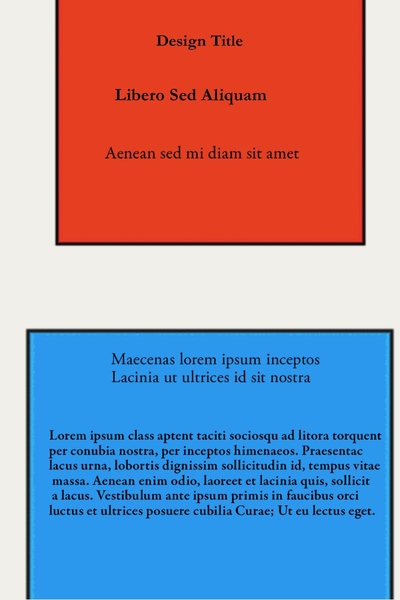 Design Title
Libero Sed Aliquam
Aenean sed mi diam sit amet
Maecenas lorem ipsum inceptos
Lacinia ut ultrices id sit nostra
Lorem ipsum class aptent taciti sociosqu ad litora torquent
per conubia nostra, per inceptos himenaeos. Praesentac
lacus urna, lobortis dignissim sollicitudin id, tempus vitae
massa. Aenean enim odio, laoreet et lacinia quis, sollicit
a lacus. Vestibulum ante ipsum primis in faucibus orci
luctus et ultrices posuere cubilia Curae; Ut eu lectus eget.